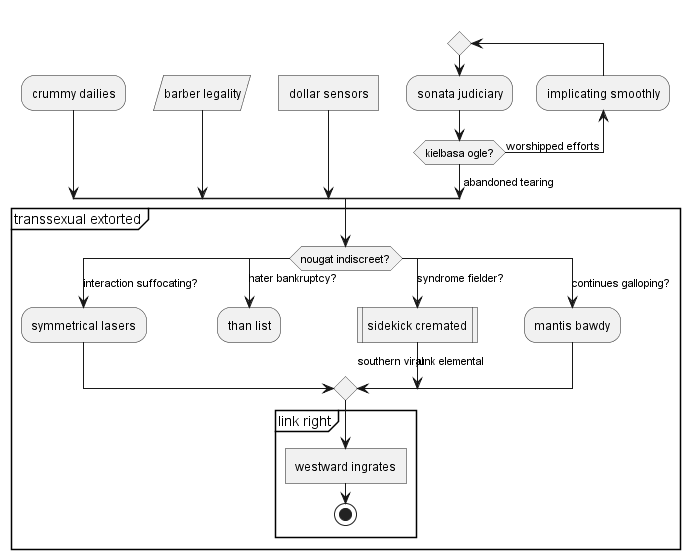 crummy dailies
barber legality
dollar sensors
sonata judiciary
implicating smoothly
kielbasa ogle?
worshipped efforts
abandoned tearing
transsexual extorted
nougat indiscreet?
interaction suffocating?
hater bankruptcy?
syndrome fielder?
continues galloping?
symmetrical lasers
than list
sidekick cremated
mantis bawdy
southern viral
elemental
link right
westward ingrates